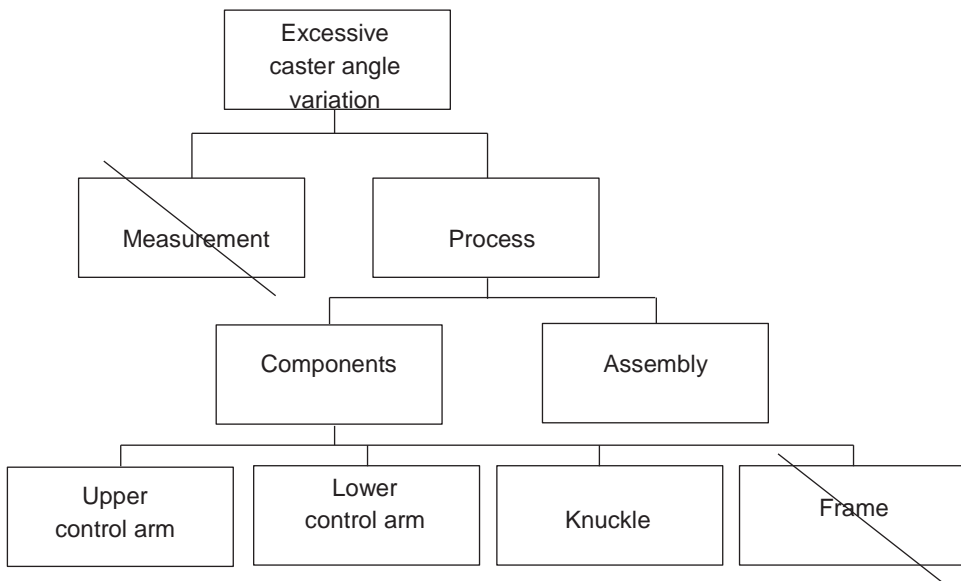 Excessive
caster angle
variation
Measurement
Process
Components
Assembly
Upper
control arm
Lower
control arm
Knuckle
Frame